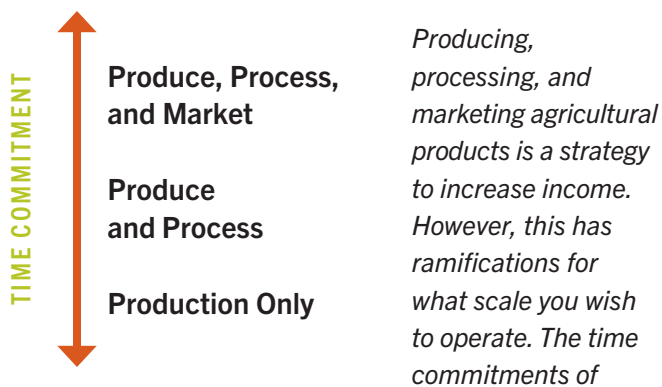 TIME COMMITMENT
Produce, Process,
and Market
Produce
and Process
Production Only
Producing,
processing, and
marketing agricultural
products is a strategy
to increase income.
However, this has
ramifications for
what scale you wish
to operate. The time
commitments of